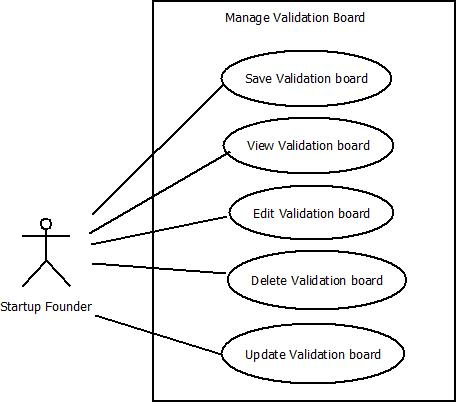 Manage Validation Board
Save Validation board
View Validation board
Edit Validation board
Delete Validation board
Startup Founder
Update Validation board